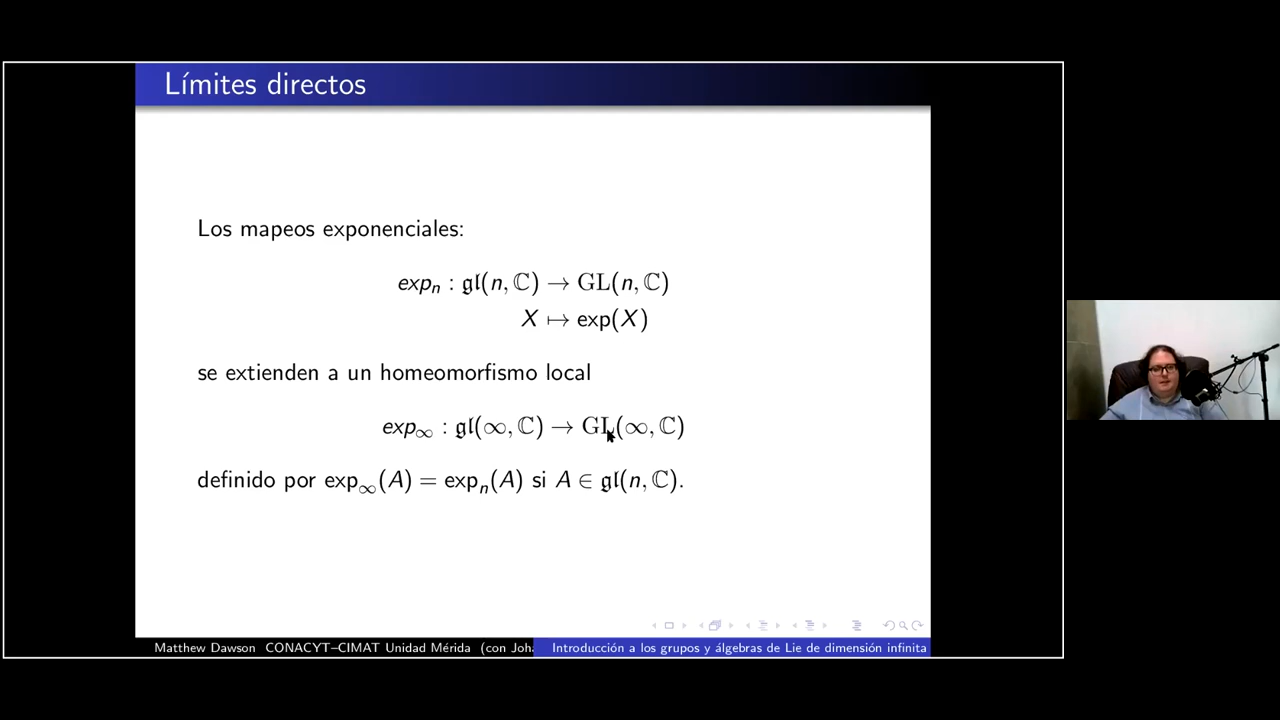 Límites directos
Los mapeos exponenciales:
expₙ : 𝔤𝔩(n, ℂ) → GL(n, ℂ)
X ↦ exp(X)
se extienden a un homeomorfismo local
exp∞ : 𝔤𝔩(∞, ℂ) → GL(∞, ℂ)
definido por exp∞(A) = expₙ(A) si A ∈ 𝔤𝔩(n, ℂ).
Matthew Dawson CONACYT–CIMAT Unidad Mérida (con Joha
Introducción a los grupos y álgebras de Lie de dimensión infinita